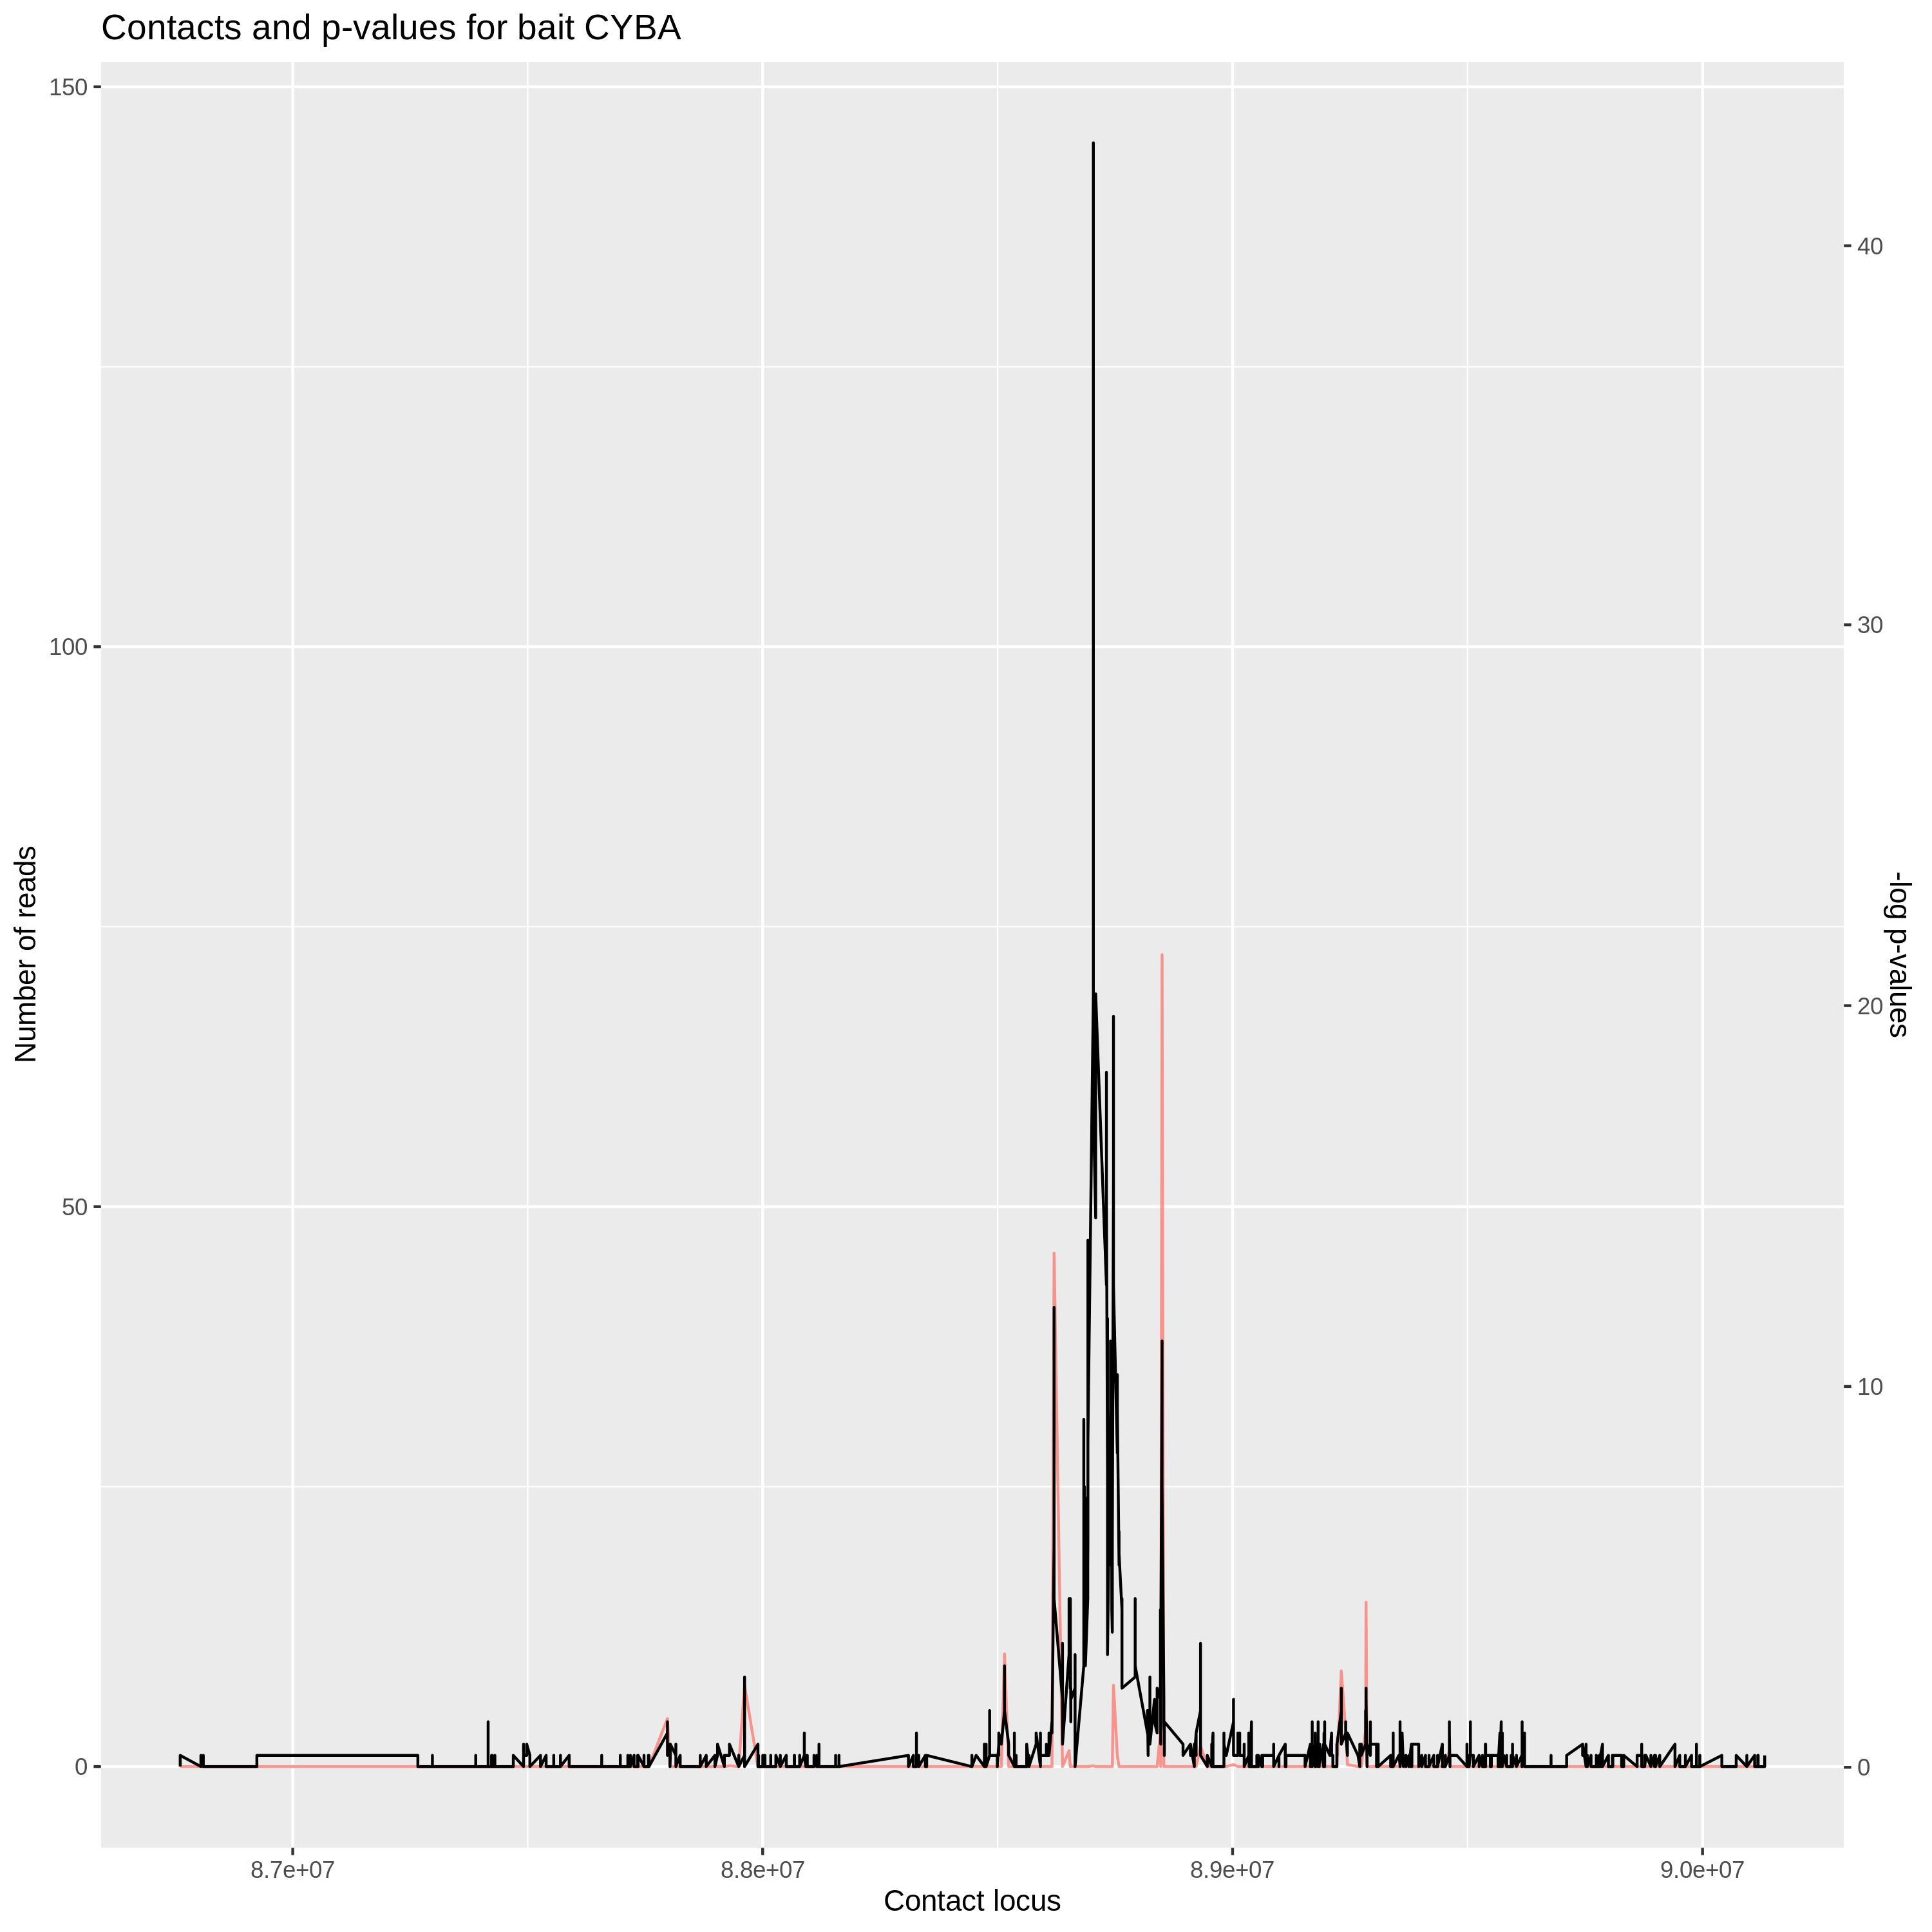 Contacts and p-values for bait CYBA
150
100
50
0
Number of reads
40
30
20
10
0
-log p-values
8.7e+07
8.8e+07
8.9e+07
9.0e+07
Contact locus